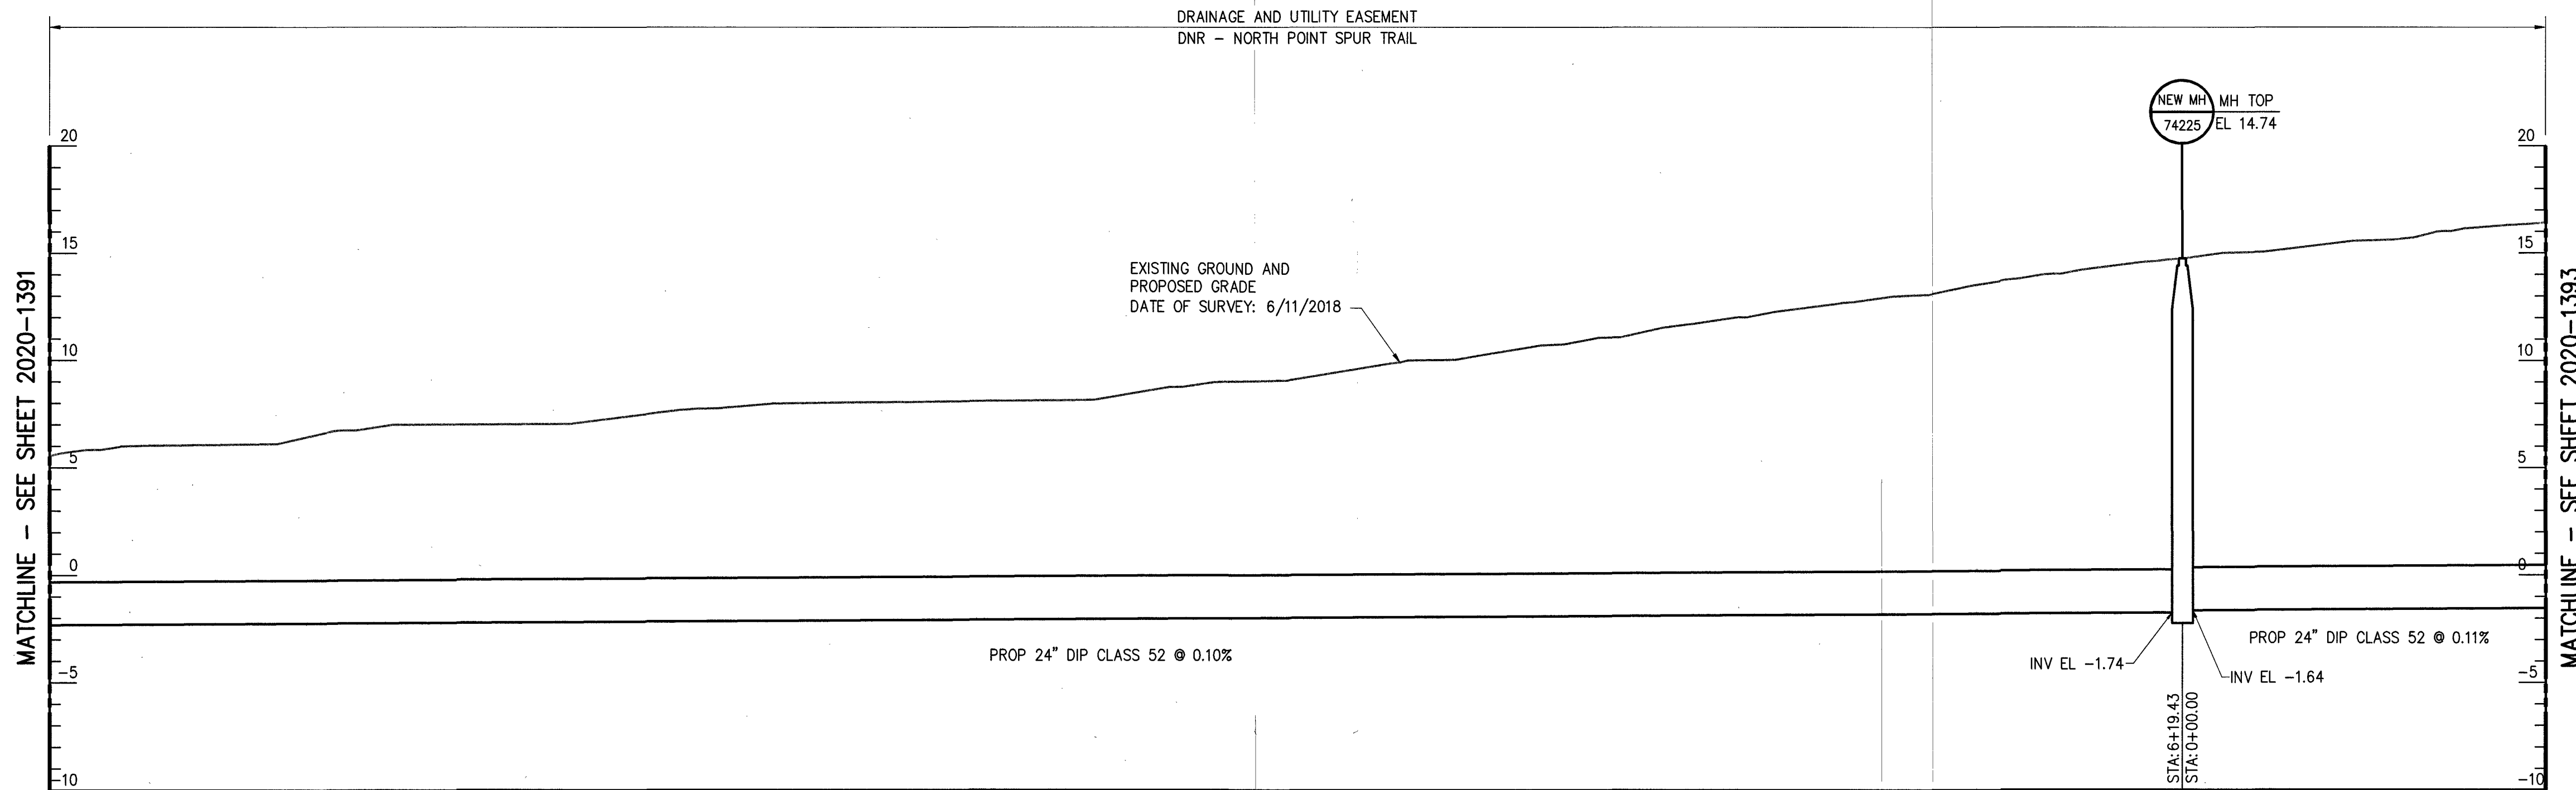 DRAINAGE AND UTILITY EASEMENT
DNR - NORTH POINT SPUR TRAIL
NEW MH
74225
MH TOP
EL 14.74
20
15
10
5
0
-5
-10
MATCHLINE - SEE SHEET 2020-1391
EXISTING GROUND AND
PROPOSED GRADE
DATE OF SURVEY: 6/11/2018
PROP 24" DIP CLASS 52 @ 0.10%
INV EL -1.74
INV EL -1.64
PROP 24" DIP CLASS 52 @ 0.11%
STA: 6+19.43
STA: 0+00.00
20
15
10
5
0
-5
-10
MATCHLINE - SEE SHEET 2020-1393